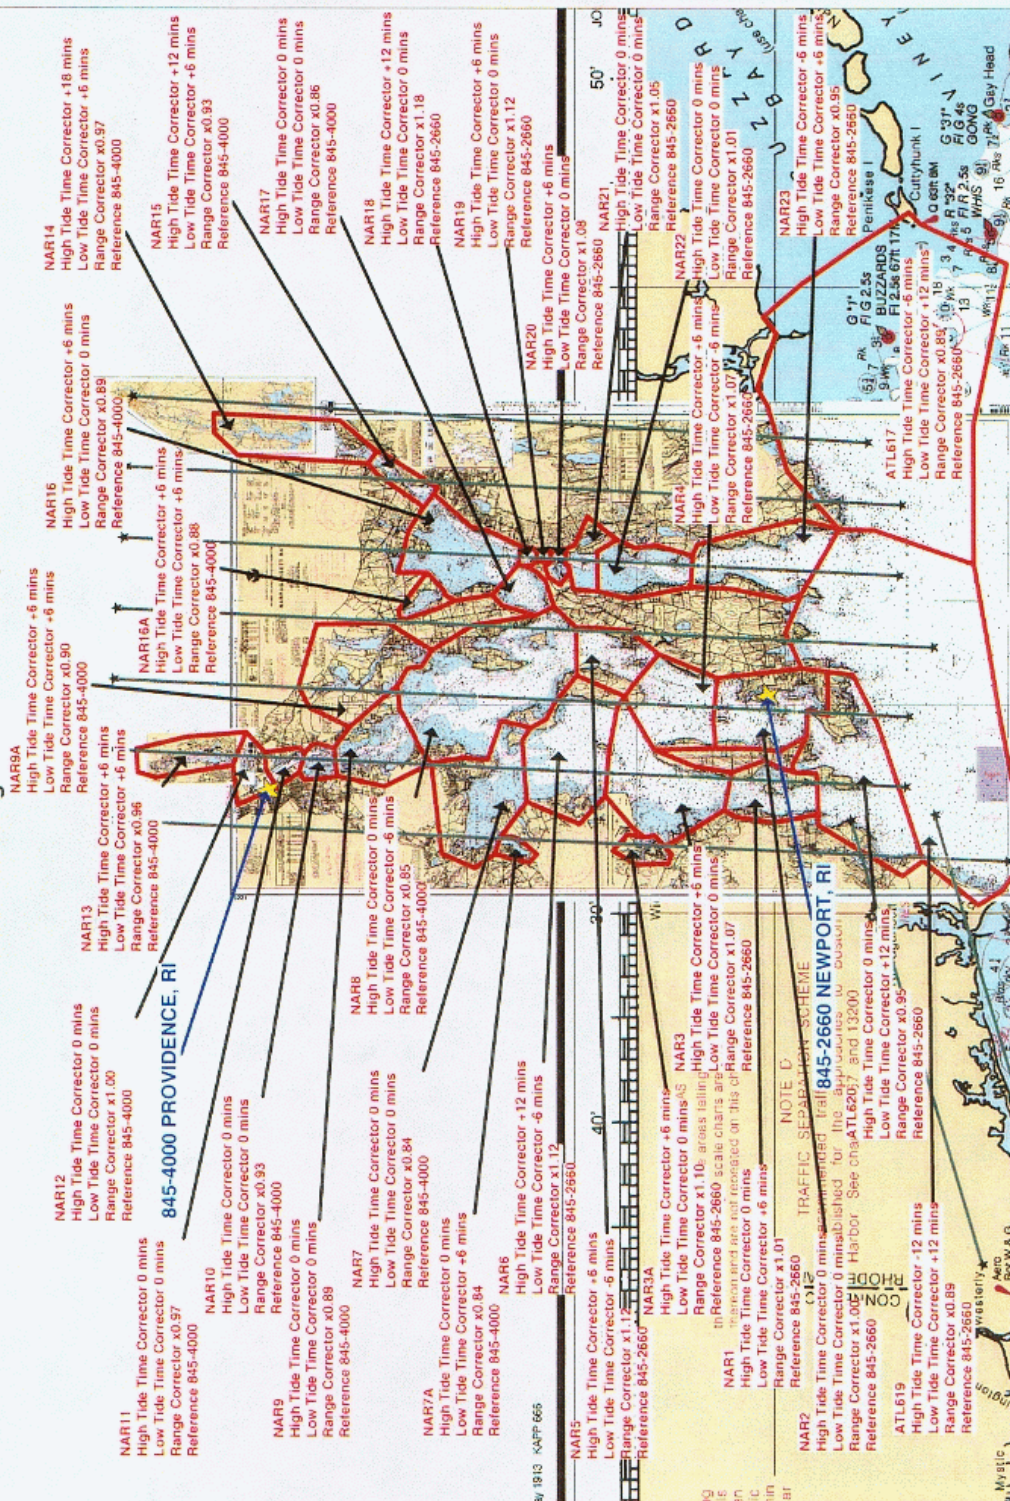 NAR14
High Tide Time Corrector +18 mins
Low Tide Time Corrector +6 mins
Range Corrector x0.97
Reference 845-4000
NAR15
High Tide Time Corrector +12 mins
Low Tide Time Corrector +6 mins
Range Corrector x0.93
Reference 845-4000
NAR17
High Tide Time Corrector 0 mins
Low Tide Time Corrector 0 mins
Range Corrector x0.86
Reference 845-4000
NAR18
High Tide Time Corrector +12 mins
Low Tide Time Corrector 0 mins
Range Corrector x1.18
Reference 845-2660
NAR19
High Tide Time Corrector +6 mins
Low Tide Time Corrector 0 mins
Range Corrector x1.12
Reference 845-2660
NAR20
High Tide Time Corrector +6 mins
Low Tide Time Corrector 0 mins
Range Corrector x1.08
Reference 845-2660
NAR21
High Tide Time Corrector 0 mins
Low Tide Time Corrector 0 mins
Range Corrector x1.05
Reference 845-2660
NAR22
High Tide Time Corrector 0 mins
Low Tide Time Corrector 0 mins
Range Corrector x1.01
Reference 845-2660
NAR23
High Tide Time Corrector -6 mins
Low Tide Time Corrector +6 mins
Range Corrector x0.95
Reference 845-2660
NAR16
High Tide Time Corrector +6 mins
Low Tide Time Corrector 0 mins
Range Corrector x0.89
Reference 845-4000
NAR16A
High Tide Time Corrector +6 mins
Low Tide Time Corrector +6 mins
Range Corrector x0.88
Reference 845-4000
NAR4
High Tide Time Corrector +6 mins
Low Tide Time Corrector -6 mins
Range Corrector x1.07
Reference 845-2660
ATL617
High Tide Time Corrector -6 mins
Low Tide Time Corrector +12 mins
Range Corrector x0.89
Reference 845-2660
NAR9A
High Tide Time Corrector +6 mins
Low Tide Time Corrector +6 mins
Range Corrector x0.90
Reference 845-4000
NAR13
High Tide Time Corrector +6 mins
Low Tide Time Corrector +6 mins
Range Corrector x0.96
Reference 845-4000
NAR8
High Tide Time Corrector 0 mins
Low Tide Time Corrector -6 mins
Range Corrector x0.85
Reference 845-4000
NAR3
High Tide Time Corrector +6 mins
Low Tide Time Corrector 0 mins
Range Corrector x1.07
Reference 845-2660
NAR12
High Tide Time Corrector 0 mins
Low Tide Time Corrector 0 mins
Range Corrector x1.00
Reference 845-4000
845-4000 PROVIDENCE, RI
845-2660 NEWPORT, RI
ATL620
High Tide Time Corrector 0 mins
Low Tide Time Corrector +12 mins
Range Corrector x0.95
Reference 845-2660
NAR11
High Tide Time Corrector 0 mins
Low Tide Time Corrector 0 mins
Range Corrector x0.97
Reference 845-4000
NAR10
High Tide Time Corrector 0 mins
Low Tide Time Corrector 0 mins
Range Corrector x0.93
Reference 845-4000
NAR9
High Tide Time Corrector 0 mins
Low Tide Time Corrector 0 mins
Range Corrector x0.89
Reference 845-4000
NAR7
High Tide Time Corrector 0 mins
Low Tide Time Corrector 0 mins
Range Corrector x0.84
Reference 845-4000
NAR7A
High Tide Time Corrector 0 mins
Low Tide Time Corrector +6 mins
Range Corrector x0.84
Reference 845-4000
NAR6
High Tide Time Corrector +12 mins
Low Tide Time Corrector -6 mins
Range Corrector x1.12
Reference 845-2660
NAR5
High Tide Time Corrector +6 mins
Low Tide Time Corrector -6 mins
Range Corrector x1.12
Reference 845-2660
NAR3A
High Tide Time Corrector +6 mins
Low Tide Time Corrector 0 mins
Range Corrector x1.10
Reference 845-2660
NAR1
High Tide Time Corrector 0 mins
Low Tide Time Corrector +6 mins
Range Corrector x1.01
Reference 845-2660
NAR2
High Tide Time Corrector 0 mins
Low Tide Time Corrector 0 mins
Range Corrector x1.00
Reference 845-2660
ATL619
High Tide Time Corrector -12 mins
Low Tide Time Corrector +12 mins
Range Corrector x0.89
Reference 845-2660
NOTE D
TRAFFIC SEPARATION SCHEME
50'
40'
30'
Penikese I
Cuttyhunk I
Gay Head
BUZZARDS
Fl 2.5s 67ft 17M
G "1"
Fl G 2.5s
R "32"
Fl R 2.5s
WHIS
G "31"
Fl G 4s
GONG
Westerly
Aero
Mystic
CONN
RHODE
1913 KAPP 666